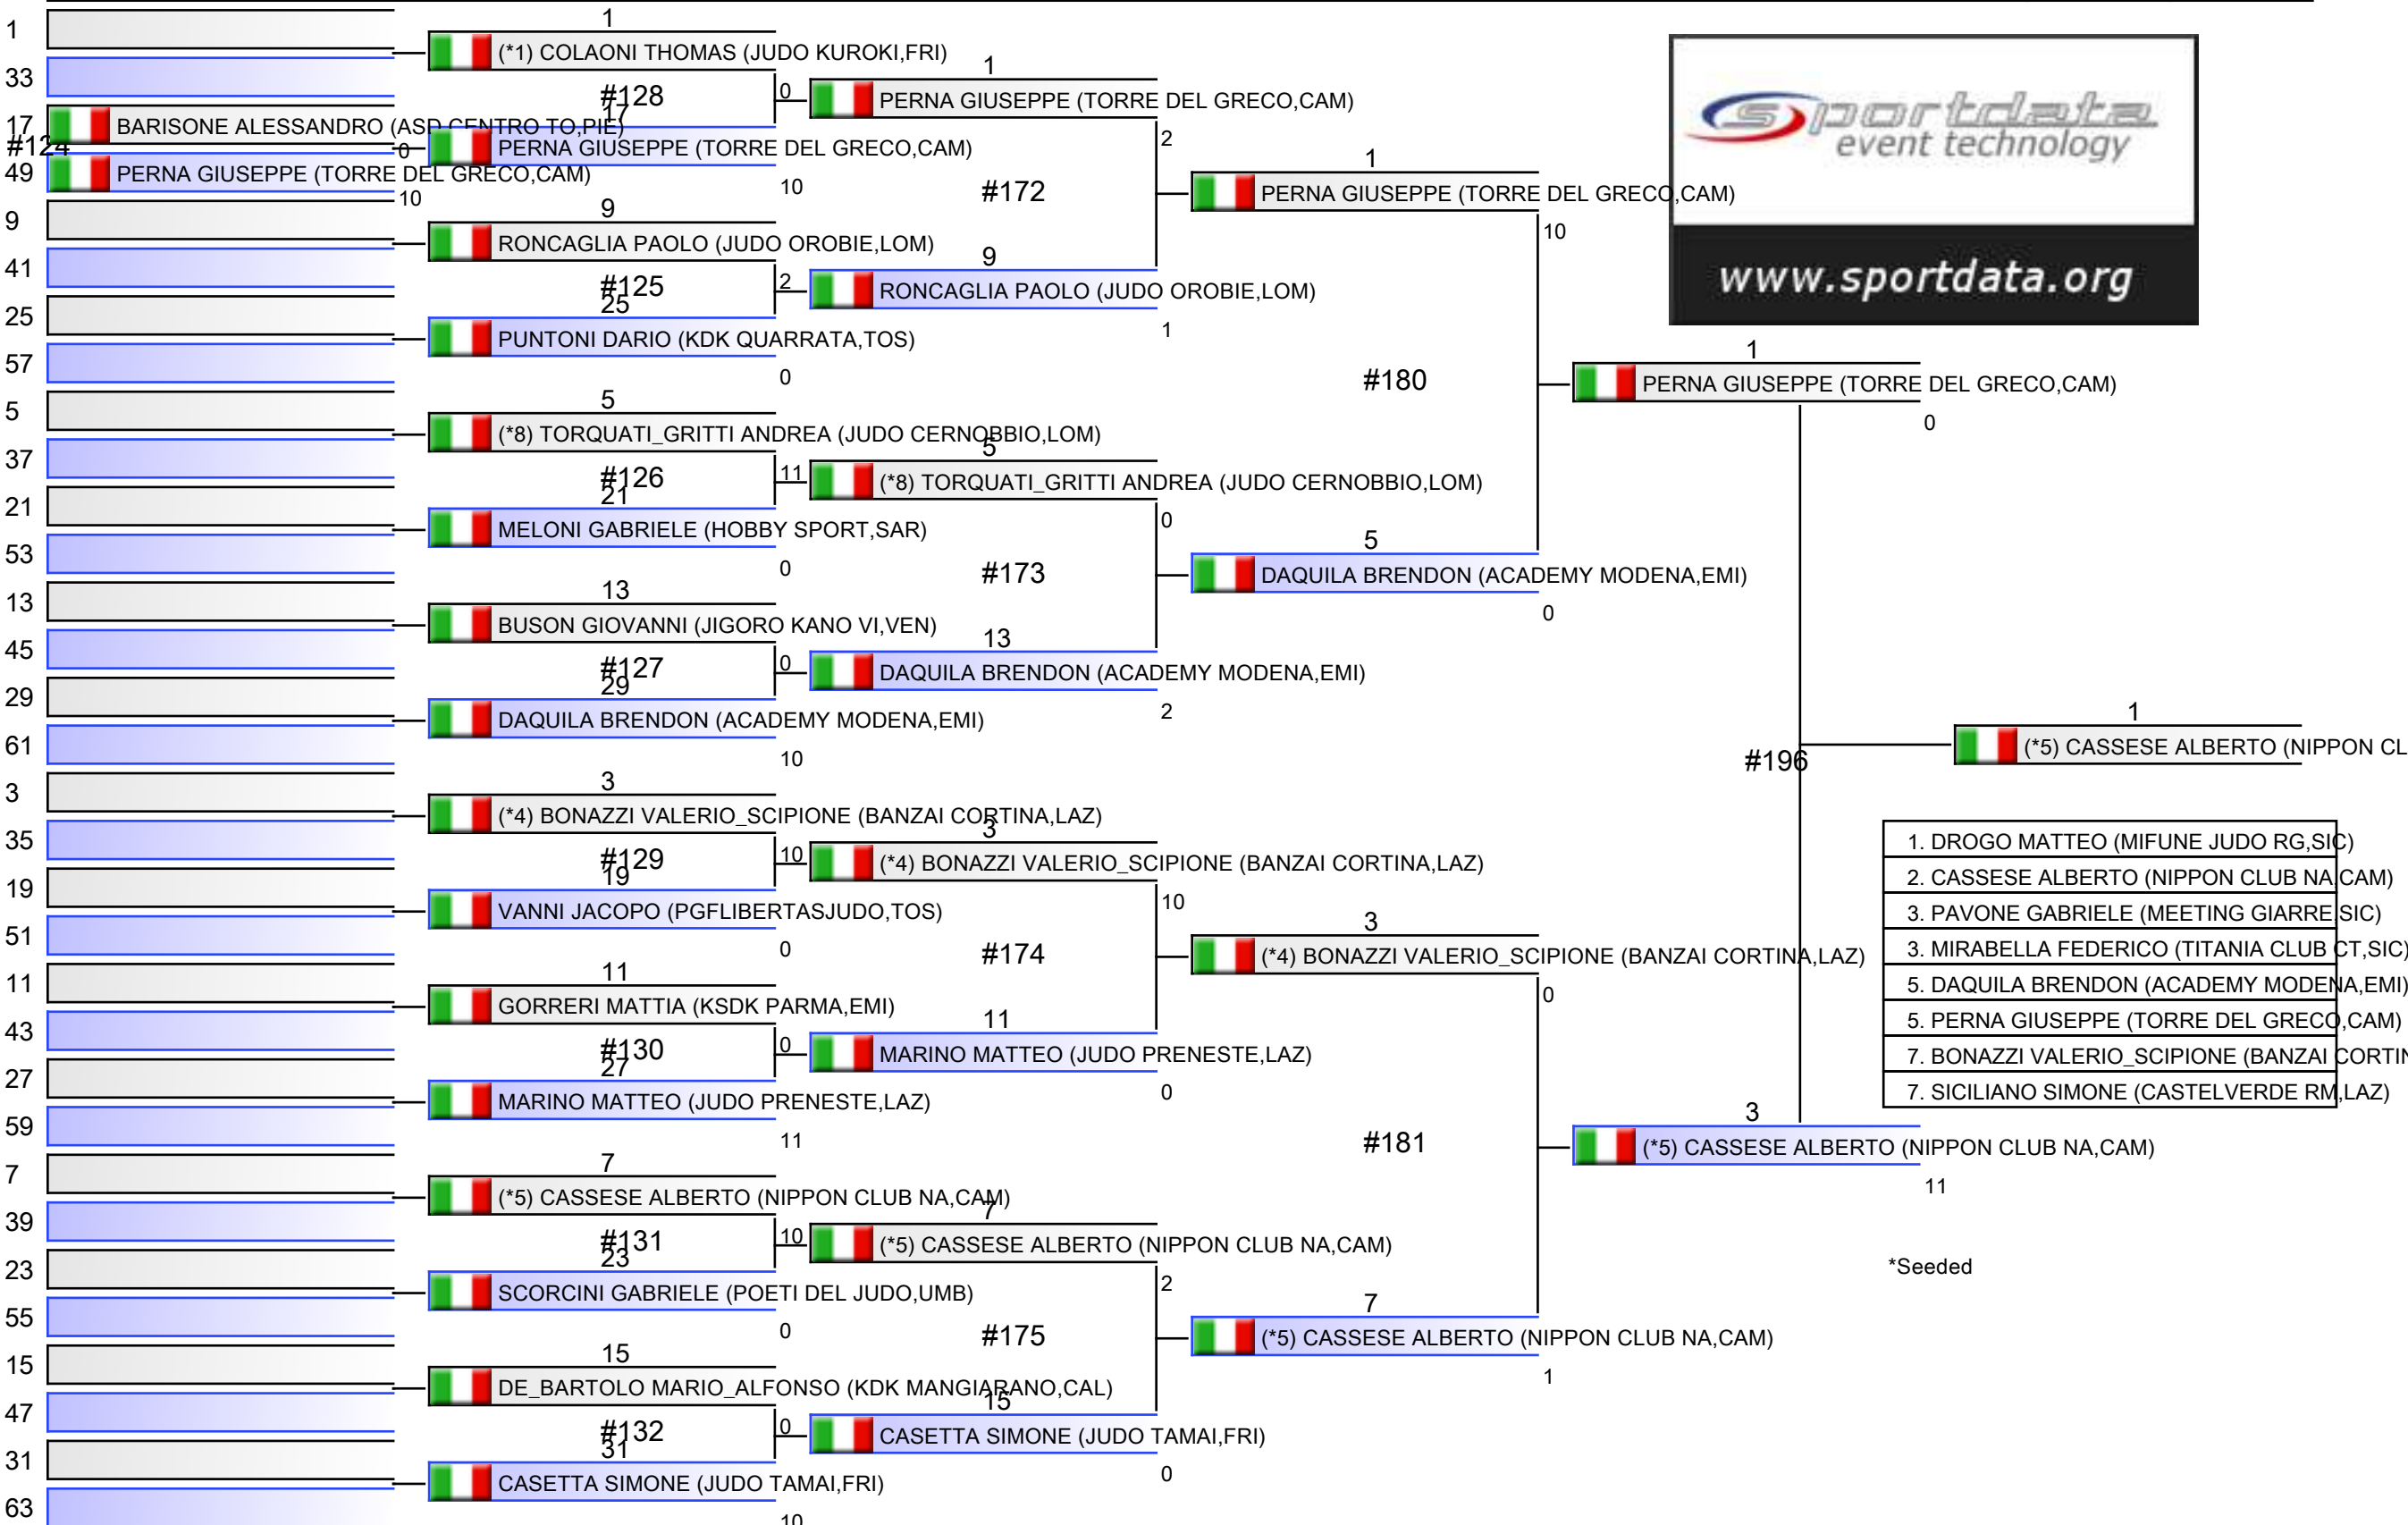 1
33
17
#124
49
9
41
25
57
5
37
21
53
13
45
29
61
3
35
19
51
11
43
27
59
7
39
23
55
15
47
31
63
BARISONE ALESSANDRO (ASD CENTRO TO,PIE)
0
PERNA GIUSEPPE (TORRE DEL GRECO,CAM)
10
1
(*1) COLAONI THOMAS (JUDO KUROKI,FRI)
#128
0
17
PERNA GIUSEPPE (TORRE DEL GRECO,CAM)
10
9
RONCAGLIA PAOLO (JUDO OROBIE,LOM)
#125
2
25
PUNTONI DARIO (KDK QUARRATA,TOS)
0
5
(*8) TORQUATI_GRITTI ANDREA (JUDO CERNOBBIO,LOM)
#126
11
21
MELONI GABRIELE (HOBBY SPORT,SAR)
0
13
BUSON GIOVANNI (JIGORO KANO VI,VEN)
#127
0
29
DAQUILA BRENDON (ACADEMY MODENA,EMI)
10
3
(*4) BONAZZI VALERIO_SCIPIONE (BANZAI CORTINA,LAZ)
#129
10
19
VANNI JACOPO (PGFLIBERTASJUDO,TOS)
0
11
GORRERI MATTIA (KSDK PARMA,EMI)
#130
0
27
MARINO MATTEO (JUDO PRENESTE,LAZ)
11
7
(*5) CASSESE ALBERTO (NIPPON CLUB NA,CAM)
#131
10
23
SCORCINI GABRIELE (POETI DEL JUDO,UMB)
0
15
DE_BARTOLO MARIO_ALFONSO (KDK MANGIARANO,CAL)
#132
0
31
CASETTA SIMONE (JUDO TAMAI,FRI)
10
1
PERNA GIUSEPPE (TORRE DEL GRECO,CAM)
2
#172
9
RONCAGLIA PAOLO (JUDO OROBIE,LOM)
1
5
(*8) TORQUATI_GRITTI ANDREA (JUDO CERNOBBIO,LOM)
0
#173
13
DAQUILA BRENDON (ACADEMY MODENA,EMI)
2
3
(*4) BONAZZI VALERIO_SCIPIONE (BANZAI CORTINA,LAZ)
10
#174
11
MARINO MATTEO (JUDO PRENESTE,LAZ)
0
7
(*5) CASSESE ALBERTO (NIPPON CLUB NA,CAM)
2
#175
15
CASETTA SIMONE (JUDO TAMAI,FRI)
0
1
PERNA GIUSEPPE (TORRE DEL GRECO,CAM)
10
#180
5
DAQUILA BRENDON (ACADEMY MODENA,EMI)
0
3
(*4) BONAZZI VALERIO_SCIPIONE (BANZAI CORTINA,LAZ)
0
#181
7
(*5) CASSESE ALBERTO (NIPPON CLUB NA,CAM)
1
sportdata
event technology
www.sportdata.org
1
PERNA GIUSEPPE (TORRE DEL GRECO,CAM)
0
#196
3
(*5) CASSESE ALBERTO (NIPPON CLUB NA,CAM)
11
1
(*5) CASSESE ALBERTO (NIPPON CL
1. DROGO MATTEO (MIFUNE JUDO RG,SIC)
2. CASSESE ALBERTO (NIPPON CLUB NA,CAM)
3. PAVONE GABRIELE (MEETING GIARRE,SIC)
3. MIRABELLA FEDERICO (TITANIA CLUB CT,SIC)
5. DAQUILA BRENDON (ACADEMY MODENA,EMI)
5. PERNA GIUSEPPE (TORRE DEL GRECO,CAM)
7. BONAZZI VALERIO_SCIPIONE (BANZAI CORTIN
7. SICILIANO SIMONE (CASTELVERDE RM,LAZ)
*Seeded